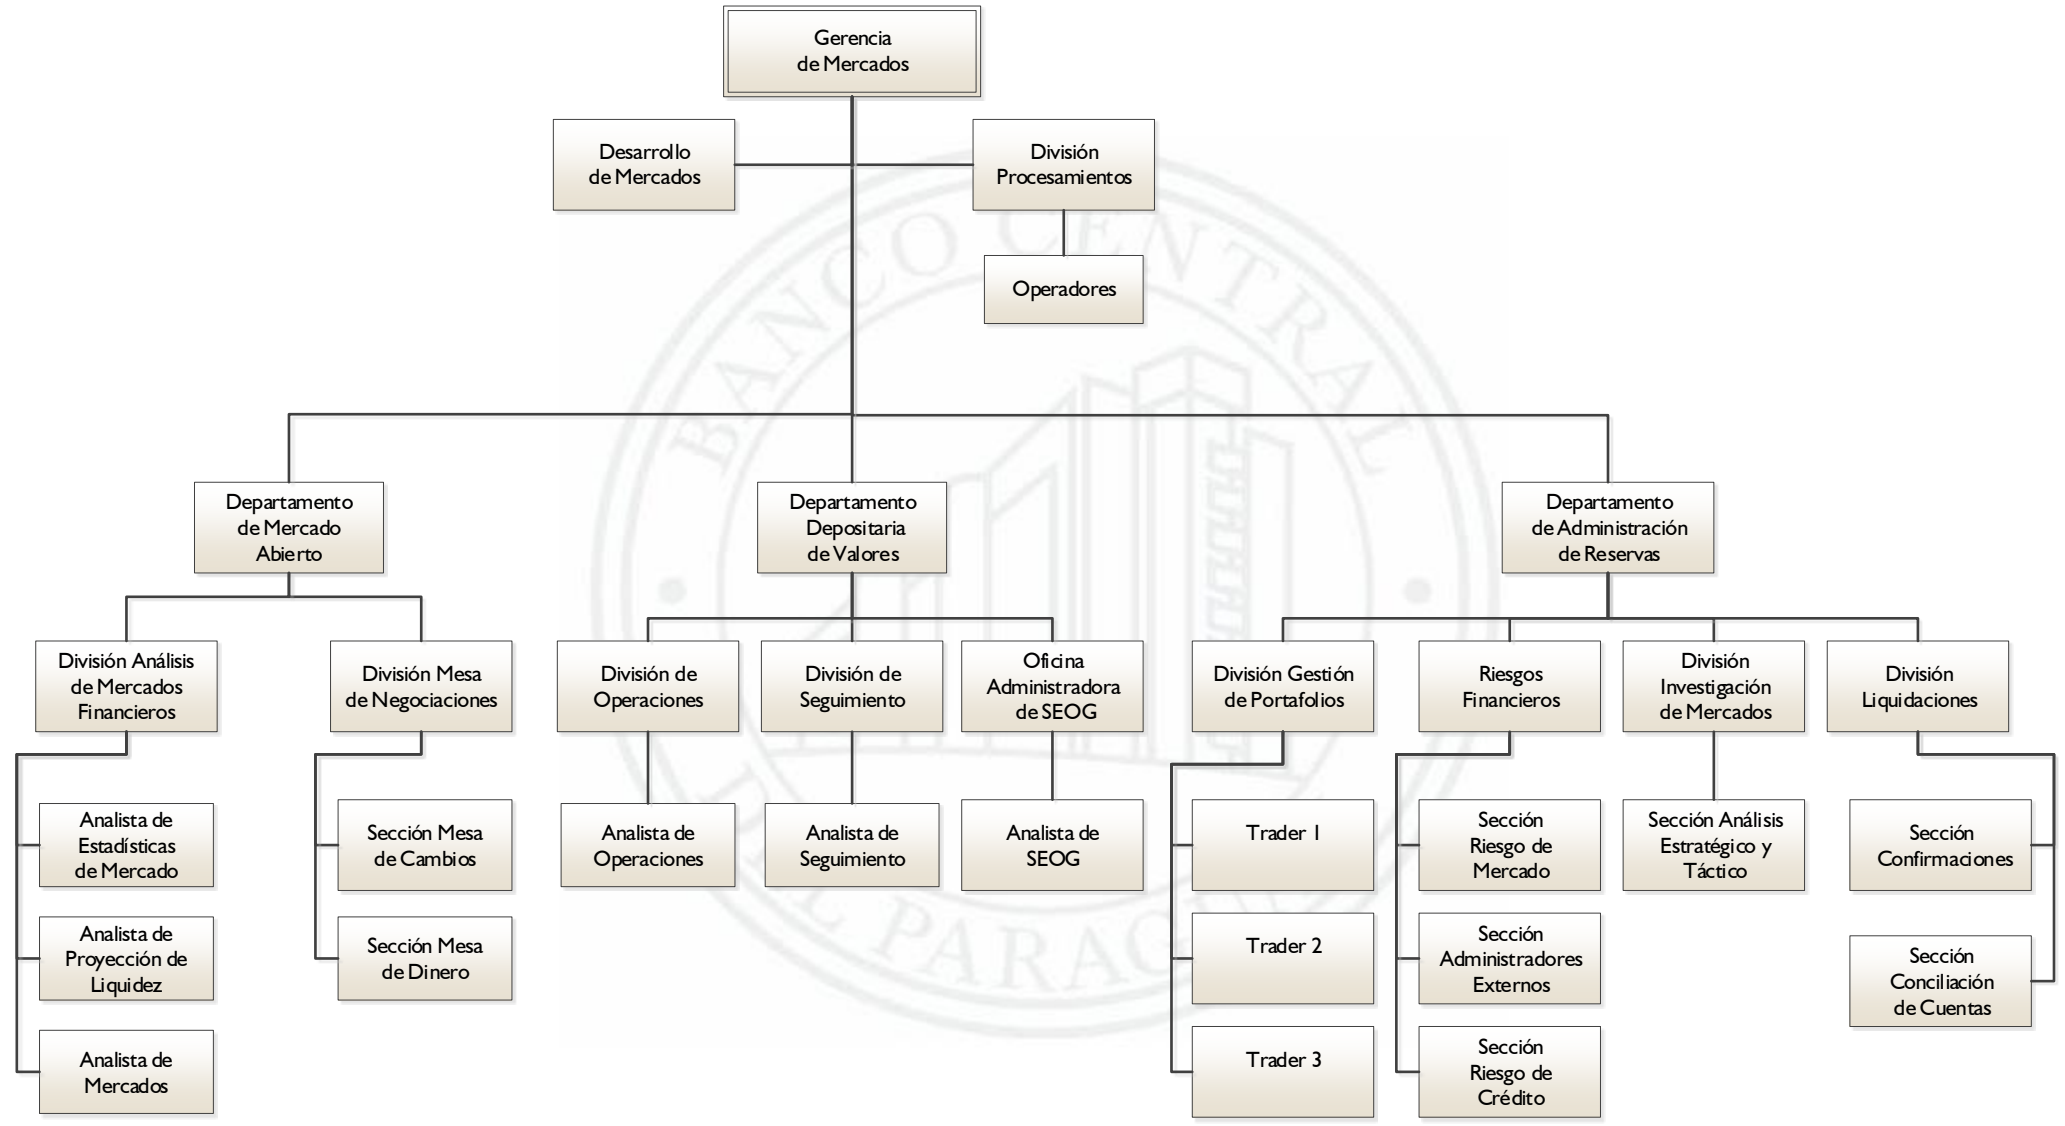 Gerencia
de Mercados
Desarrollo
de Mercados
División
Procesamientos
Operadores
Departamento
de Mercado
Abierto
Departamento
Depositaria
de Valores
Departamento
de Administración
de Reservas
División Análisis
de Mercados
Financieros
División Mesa
de Negociaciones
División de
Operaciones
División de
Seguimiento
Oficina
Administradora
de SEOG
División Gestión
de Portafolios
Riesgos
Financieros
División
Investigación
de Mercados
División
Liquidaciones
Analista de
Estadísticas
de Mercado
Sección Mesa
de Cambios
Analista de
Operaciones
Analista de
Seguimiento
Analista de
SEOG
Trader 1
Sección
Riesgo de
Mercado
Sección Análisis
Estratégico y
Táctico
Sección
Confirmaciones
Analista de
Proyección de
Liquidez
Sección Mesa
de Dinero
Trader 2
Sección
Administradores
Externos
Sección
Conciliación
de Cuentas
Analista de
Mercados
Trader 3
Sección
Riesgo de
Crédito
BANCO CENTRAL
DEL PARAGUAY